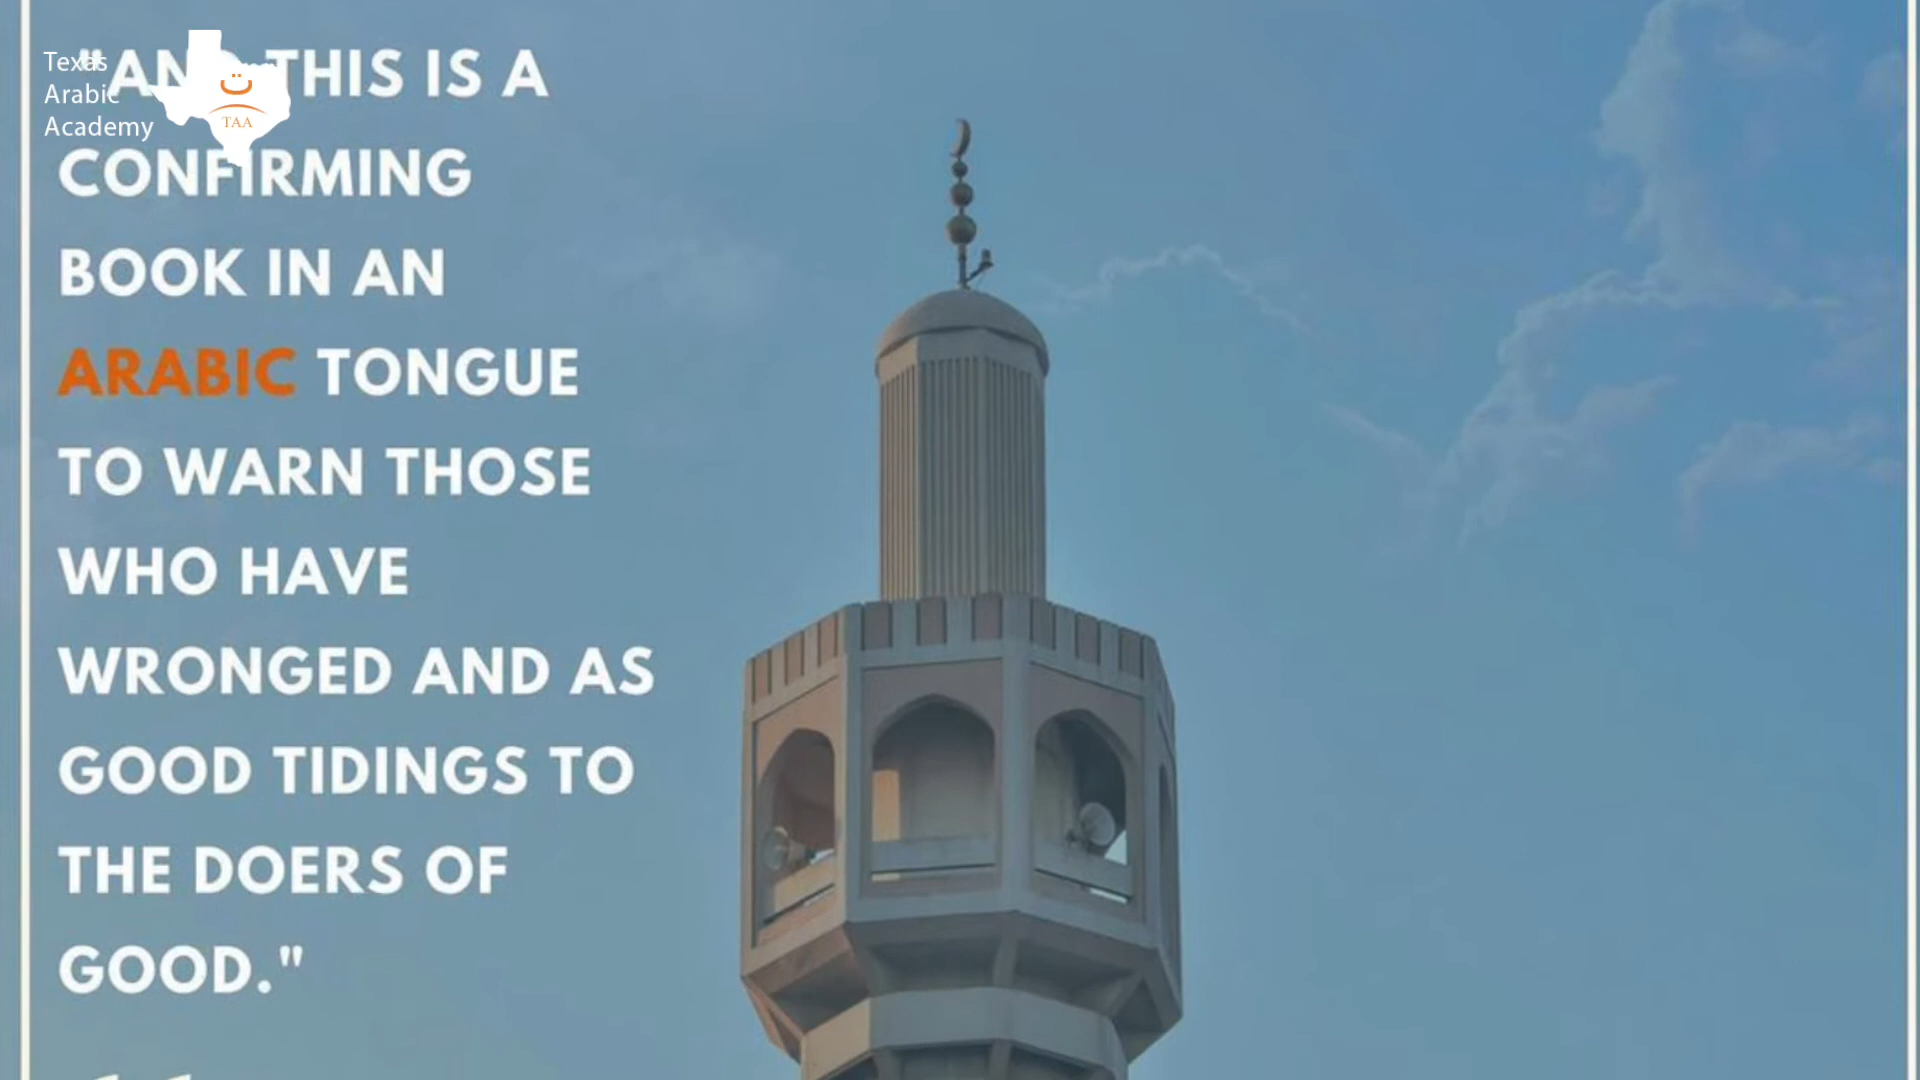 Texas
Arabic
Academy
TAA
"AND THIS IS A
CONFIRMING
BOOK IN AN
ARABIC TONGUE
TO WARN THOSE
WHO HAVE
WRONGED AND AS
GOOD TIDINGS TO
THE DOERS OF
GOOD."